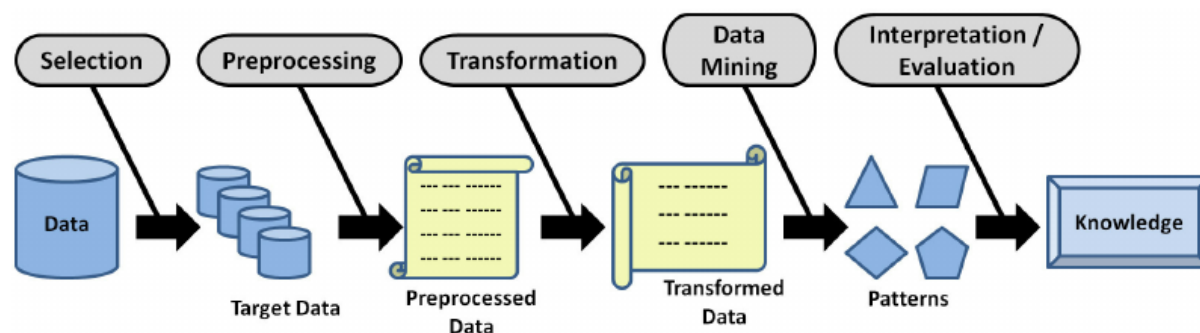 Selection
Preprocessing
Transformation
Data
Mining
Interpretation /
Evaluation
Data
Target Data
Preprocessed
Data
Transformed
Data
Patterns
Knowledge